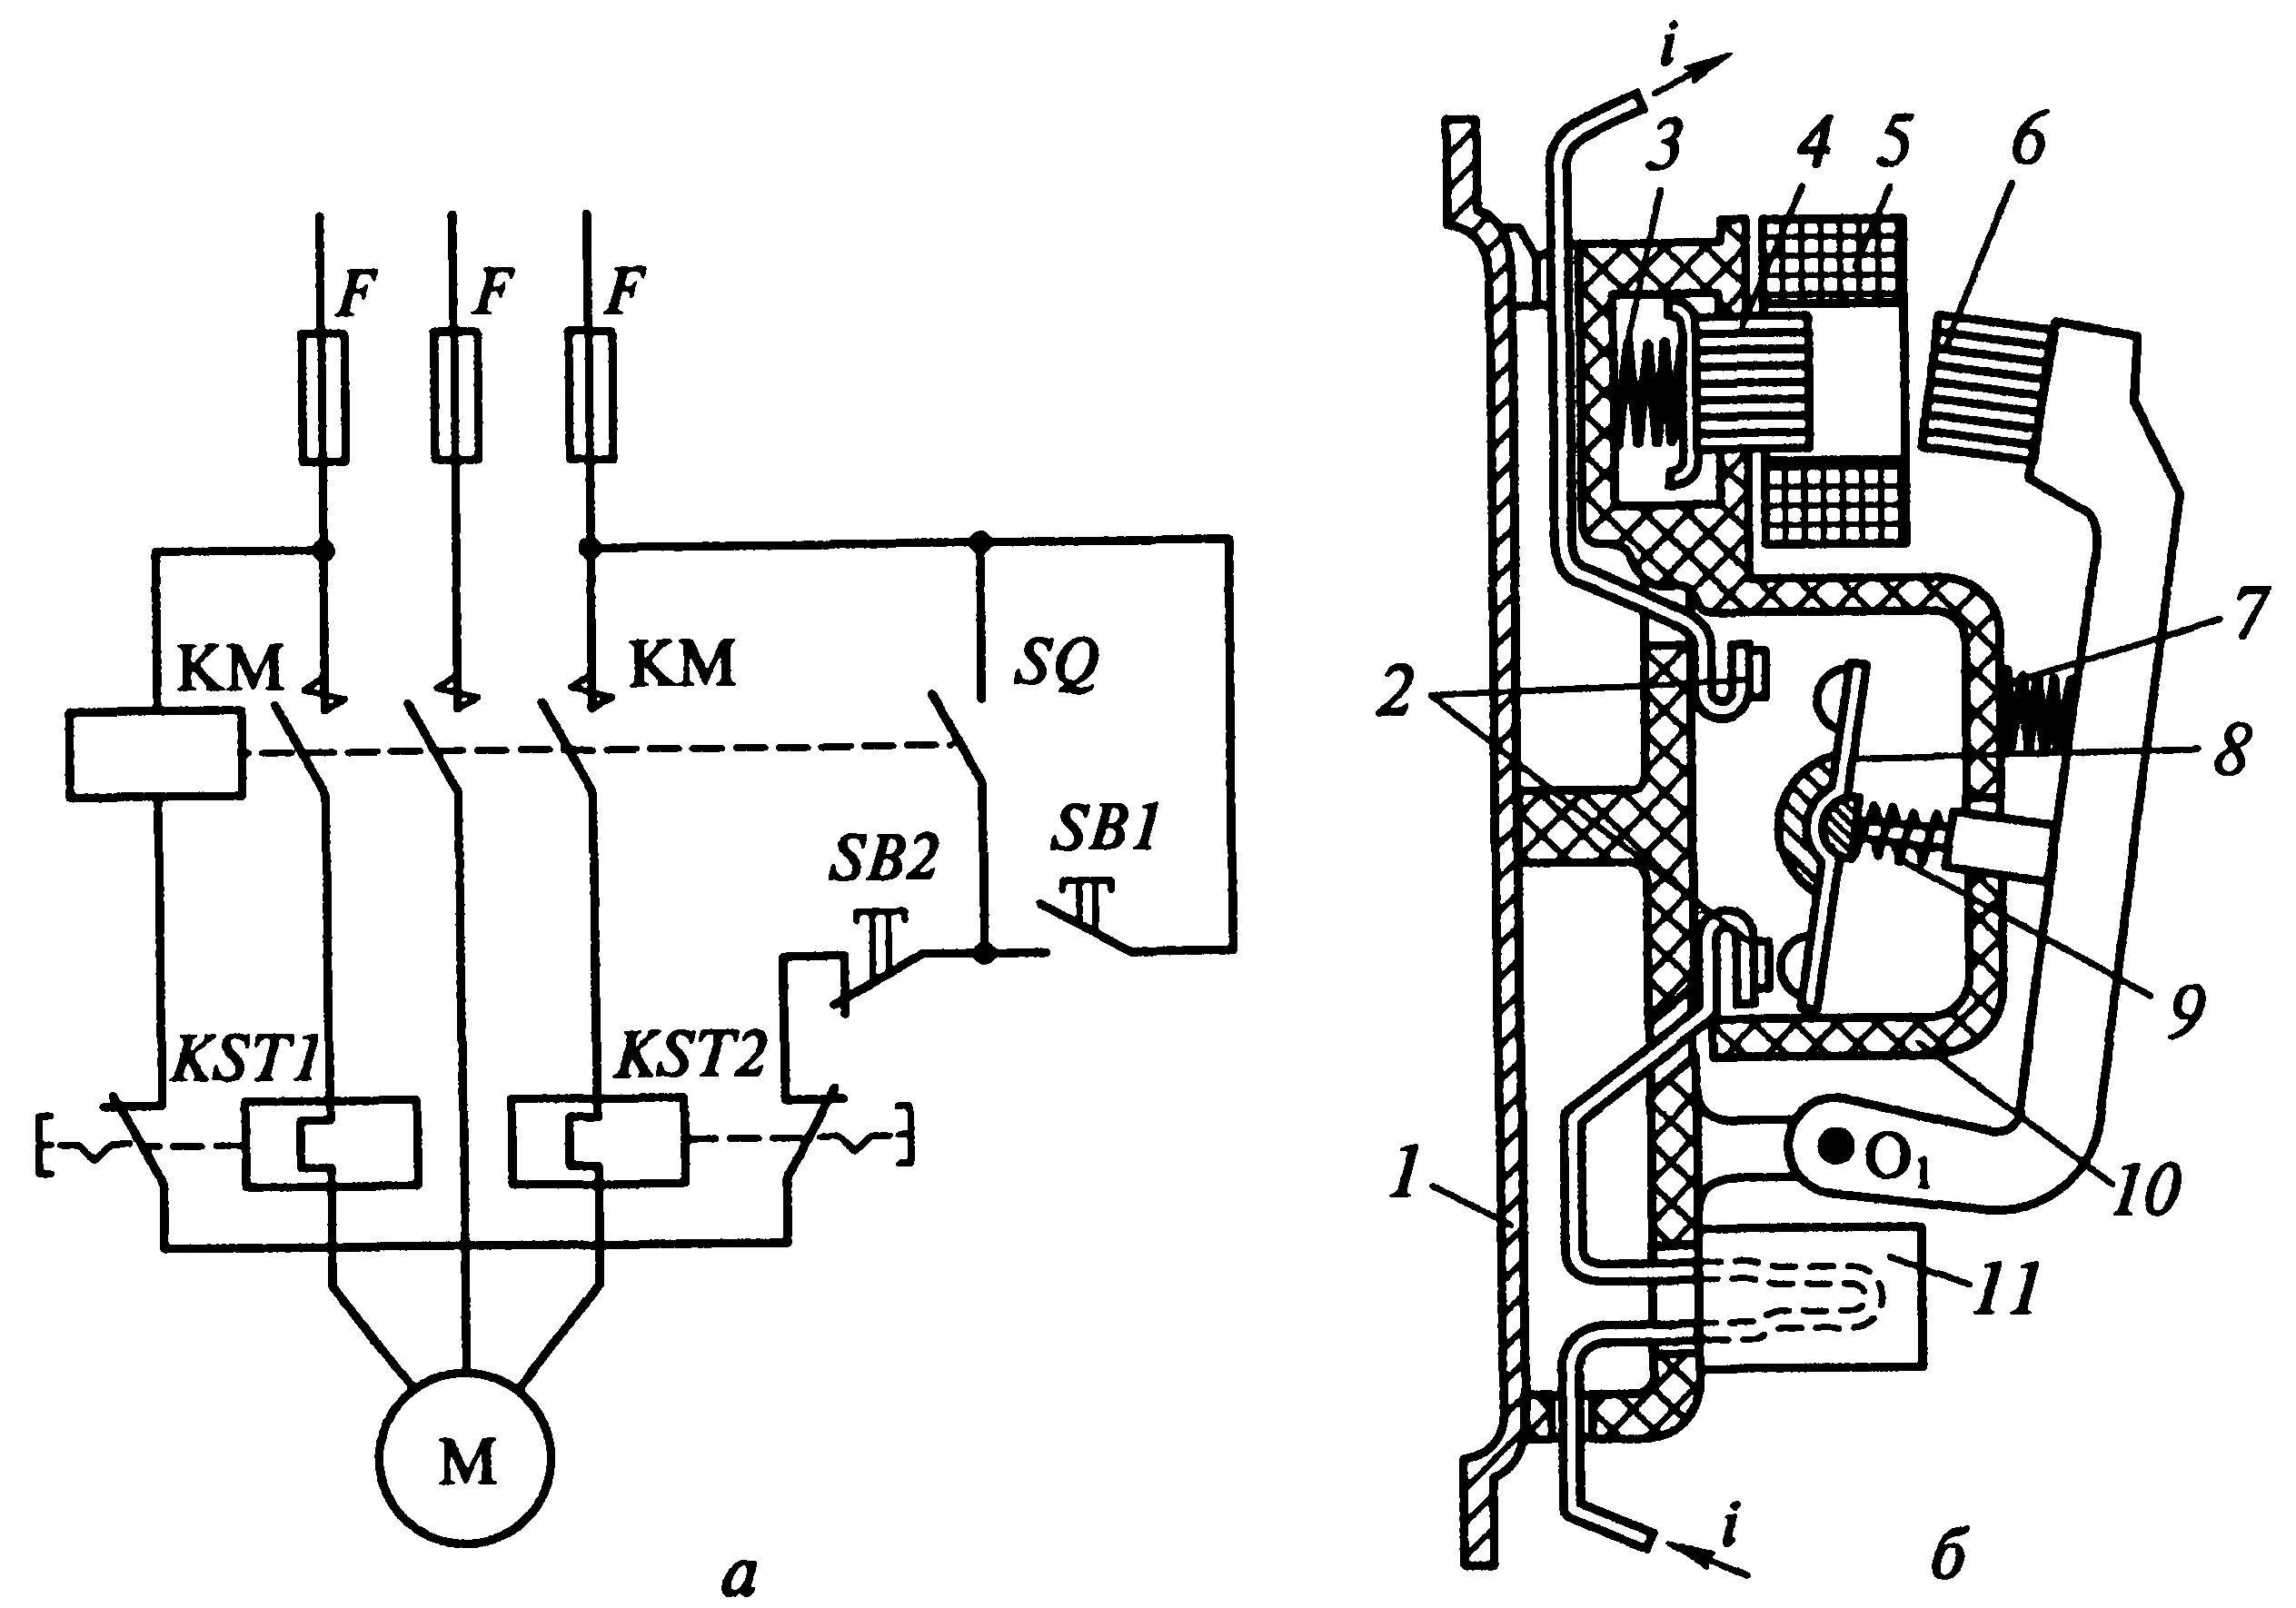 F F F
KM KM SQ
SB2 SB1
KST1 KST2
M
а
i
3 4 5 6
7
2
8
9
1
O₁
10
11
i
б